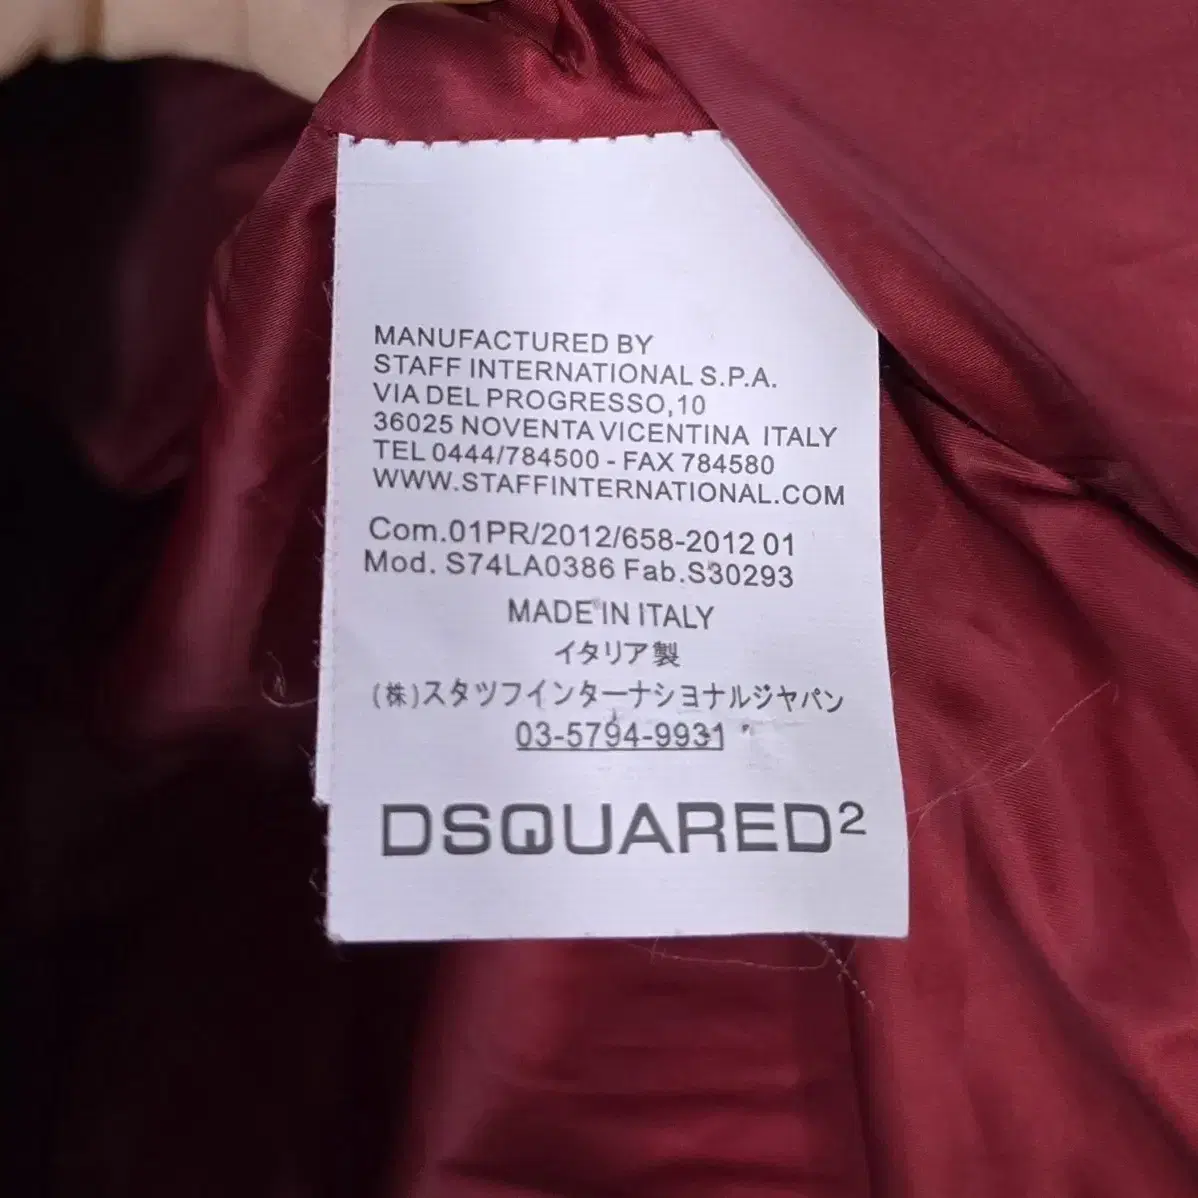 MANUFACTURED BY
STAFF INTERNATIONAL S.P.A.
VIA DEL PROGRESSO,10
36025 NOVENTA VICENTINA ITALY
TEL 0444/784500 - FAX 784580
WWW.STAFFINTERNATIONAL.COM
Com.01PR/2012/658-2012 01
Mod. S74LA0386 Fab.S30293
MADE IN ITALY
イタリア製
(株)スタツフインターナシヨナルジヤパン
03-5794-9931
DSQUARED2